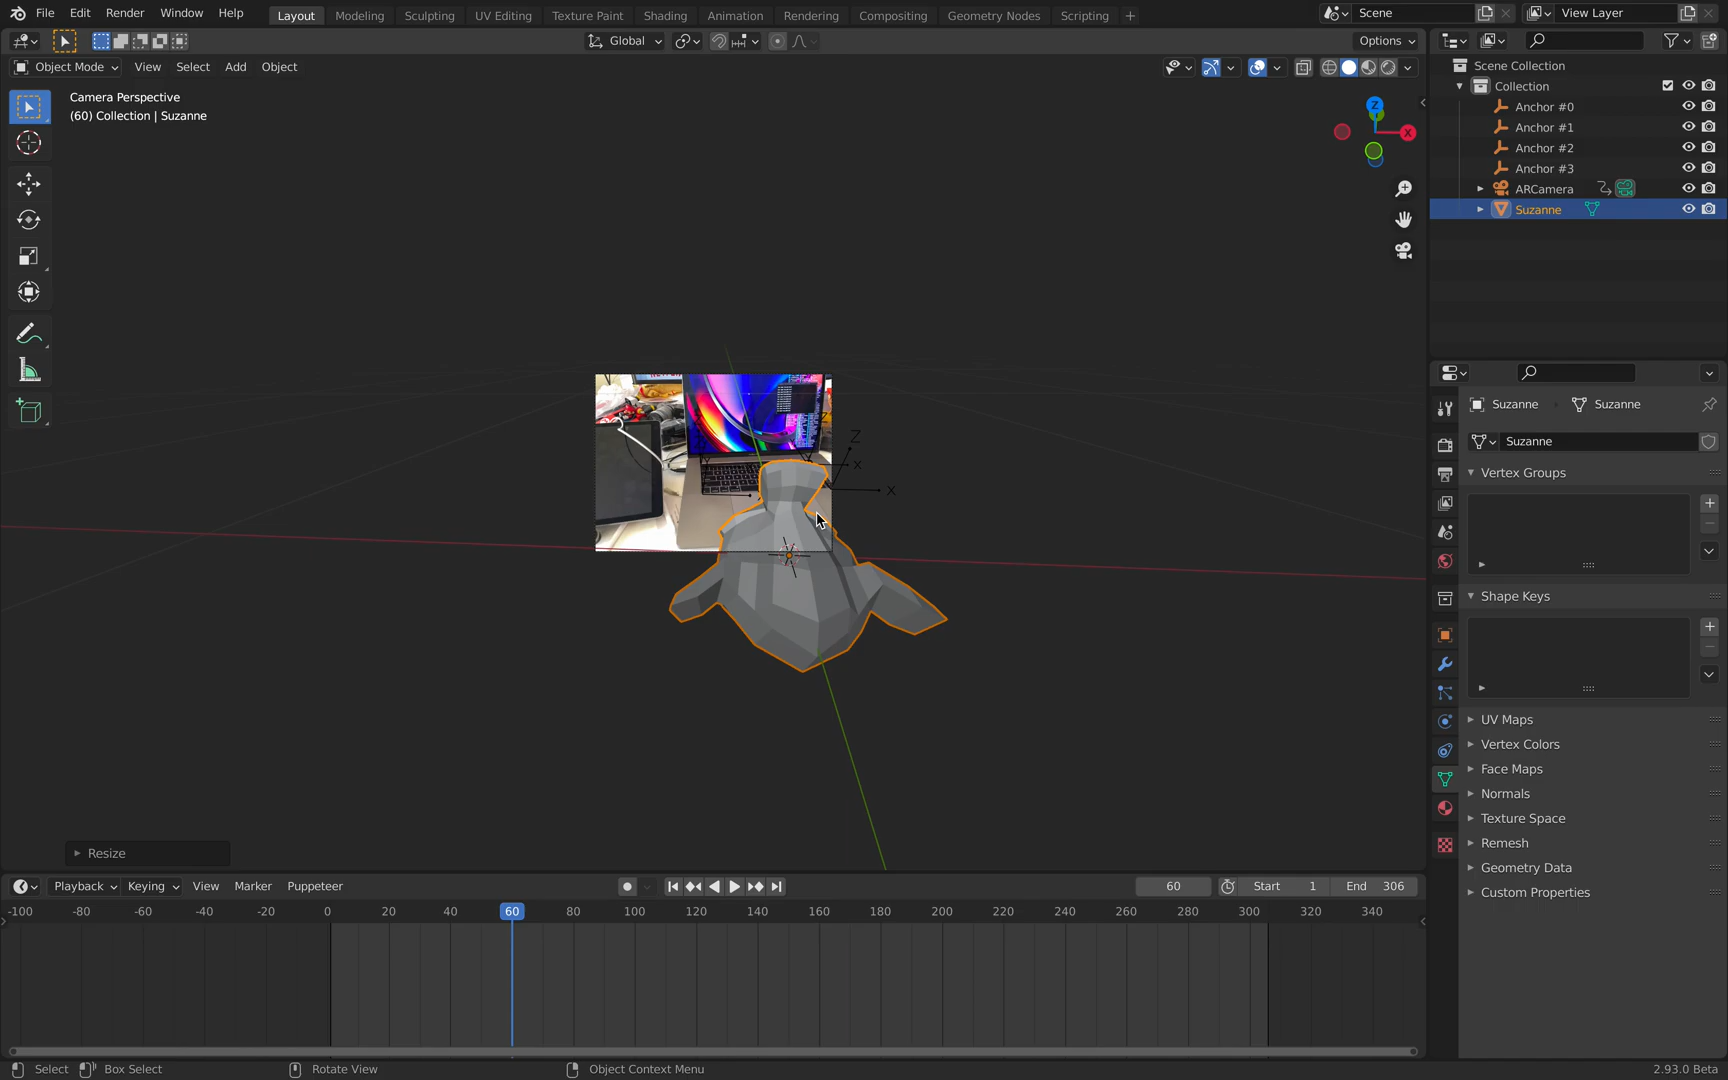 File Edit Render Window Help Layout Modeling Sculpting UV Editing Texture Paint Shading Animation Rendering Compositing Geometry Nodes Scripting + Scene View Layer
Global Options
Object Mode View Select Add Object
Scene Collection
Collection
Anchor #0
Anchor #1
Anchor #2
Anchor #3
ARCamera
Suzanne
Camera Perspective
(60) Collection | Suzanne
Z
X
Z
X
X
Suzanne Suzanne
Suzanne
Vertex Groups
Shape Keys
UV Maps
Vertex Colors
Face Maps
Normals
Texture Space
Remesh
Geometry Data
Custom Properties
Resize
Playback Keying View Marker Puppeteer 60 Start 1 End 306
-100 -80 -60 -40 -20 0 20 40 60 80 100 120 140 160 180 200 220 240 260 280 300 320 340
Select Box Select Rotate View Object Context Menu 2.93.0 Beta